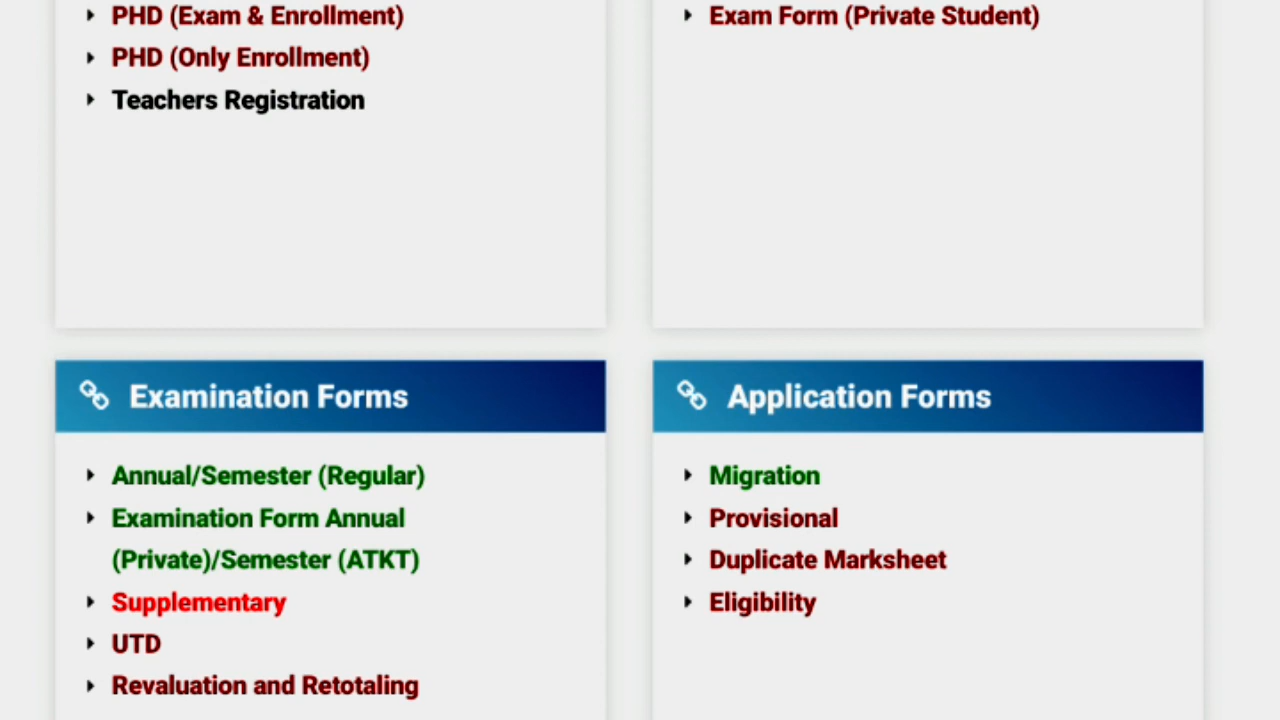 PHD (Exam & Enrollment)
PHD (Only Enrollment)
Teachers Registration
Exam Form (Private Student)
Examination Forms
Annual/Semester (Regular)
Examination Form Annual
(Private)/Semester (ATKT)
Supplementary
UTD
Revaluation and Retotaling
Application Forms
Migration
Provisional
Duplicate Marksheet
Eligibility